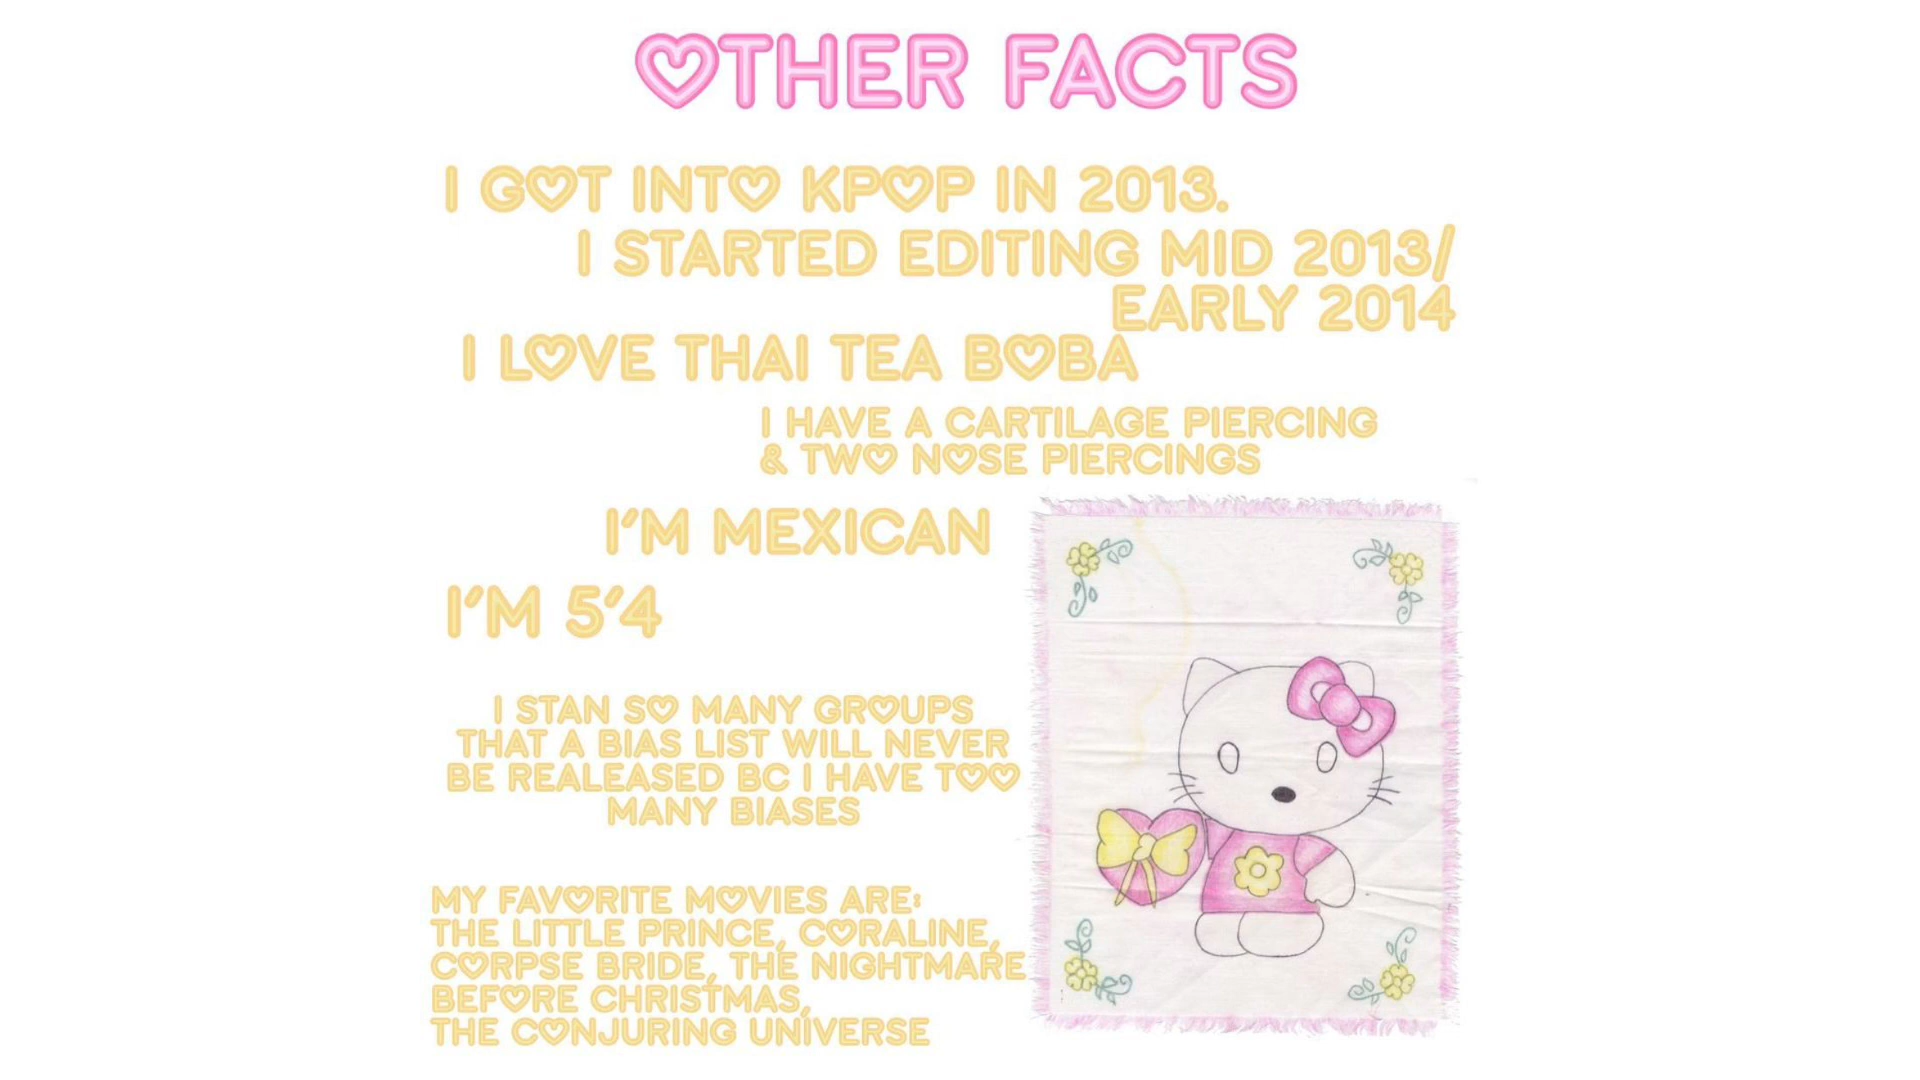 OTHER FACTS
I GOT INTO KPOP IN 2013.
I STARTED EDITING MID 2013/
EARLY 2014
I LOVE THAI TEA BOBA
I HAVE A CARTILAGE PIERCING
& TWO NOSE PIERCINGS
I'M MEXICAN
I'M 5'4
I STAN SO MANY GROUPS
THAT A BIAS LIST WILL NEVER
BE REALEASED BC I HAVE TOO
MANY BIASES
MY FAVORITE MOVIES ARE:
THE LITTLE PRINCE, CORALINE,
CORPSE BRIDE, THE NIGHTMARE
BEFORE CHRISTMAS,
THE CONJURING UNIVERSE